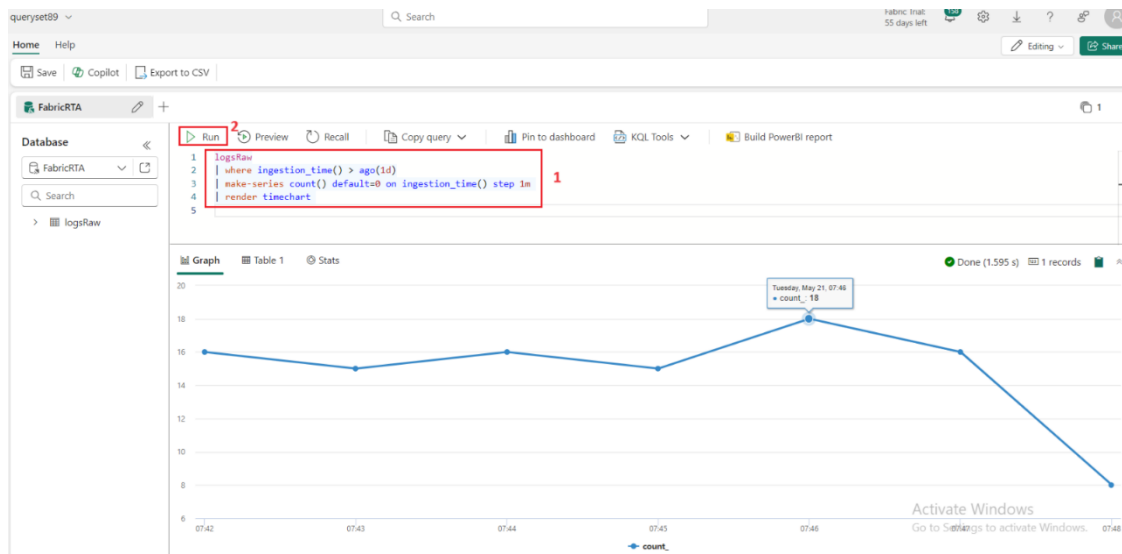 queryset89
Search
Fabric Trial:
55 days left
Home Help
Editing
Share
Save Copilot Export to CSV
FabricRTA
1
Database
FabricRTA
Search
logsRaw
Run 2 Preview Recall Copy query Pin to dashboard KQL Tools Build PowerBI report
1 logsRaw
2 | where ingestion_time() > ago(1d)
3 | make-series count() default=0 on ingestion_time() step 1m
4 | render timechart
5
1
Graph Table 1 Stats
Done (1.595 s) 1 records
Tuesday, May 21, 07:46
count_: 18
20
18
16
14
12
10
8
6
07:42 07:43 07:44 07:45 07:46 07:48
count_
Activate Windows
Go to Settings to activate Windows.